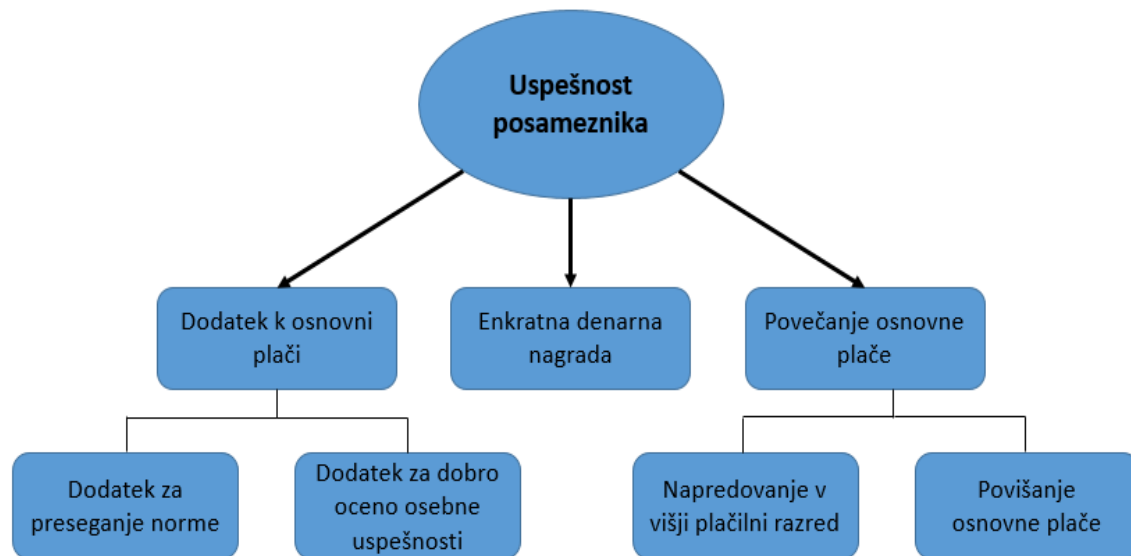 Uspešnost
posameznika
Dodatek k osnovni
plači
Enkratna denarna
nagrada
Povečanje osnovne
plače
Dodatek za
preseganje norme
Dodatek za dobro
oceno osebne
uspešnosti
Napredovanje v
višji plačilni razred
Povišanje
osnovne plače